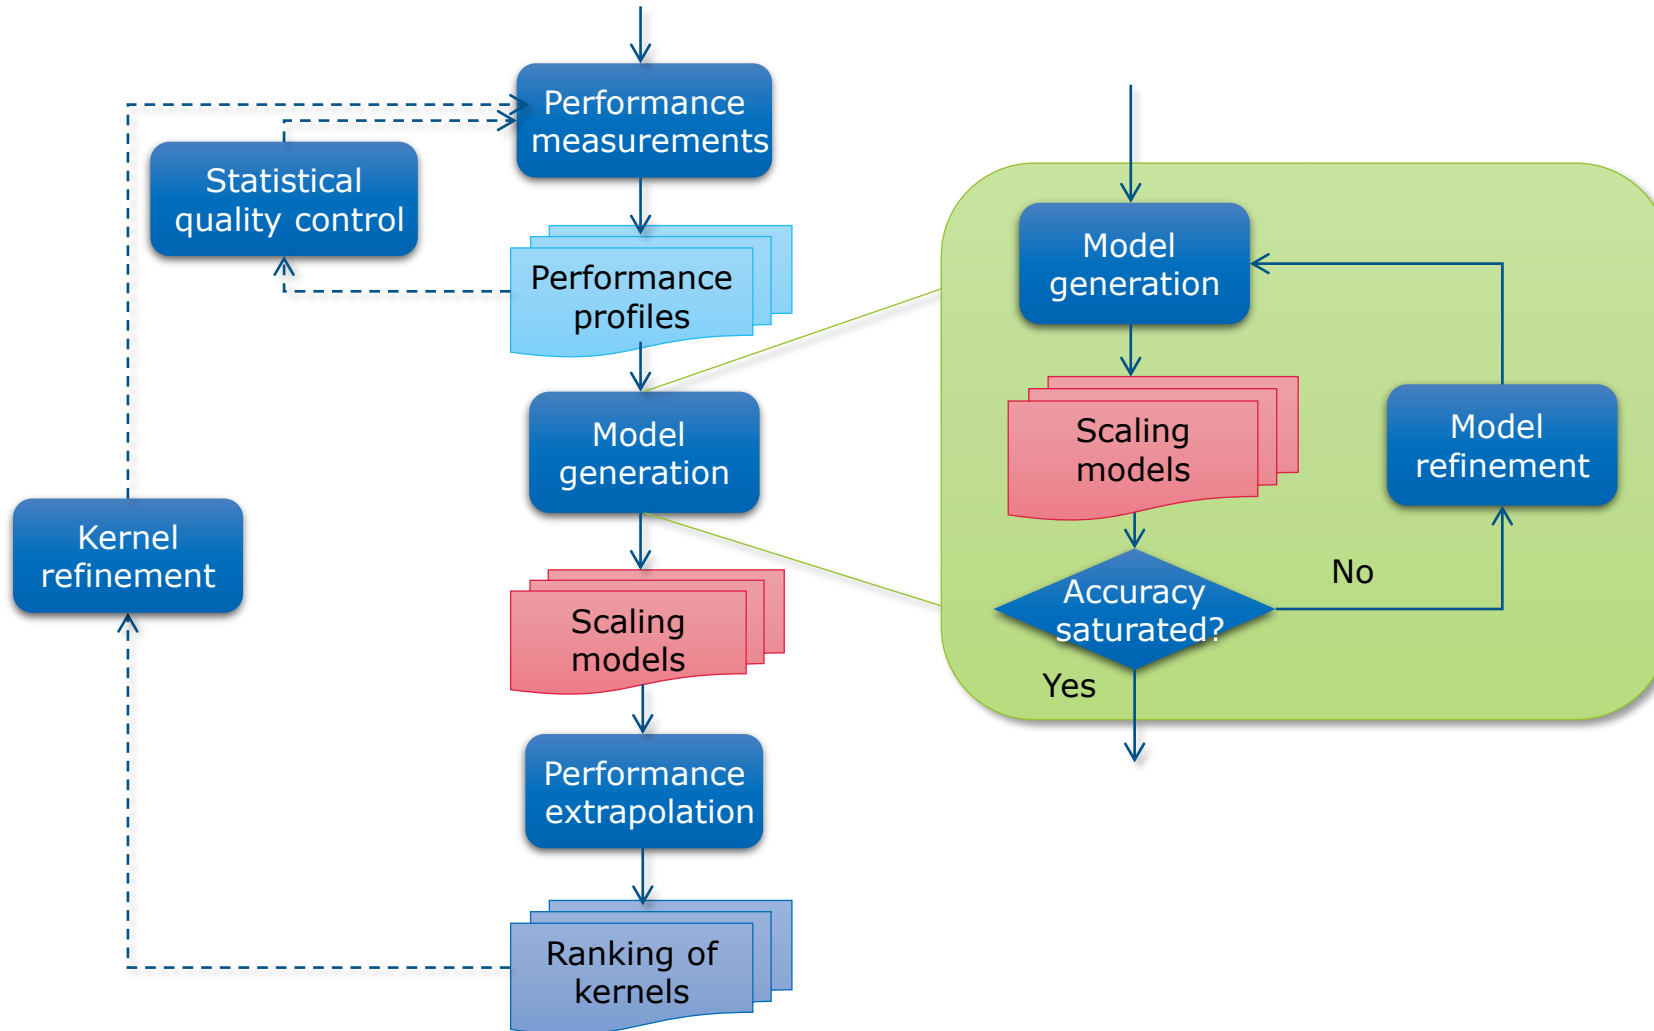 Performance
measurements
Statistical
quality control
Performance
profiles
Model
generation
Kernel
refinement
Scaling
models
Performance
extrapolation
Ranking of
kernels
Model
generation
Scaling
models
Model
refinement
No
Accuracy
saturated?
Yes